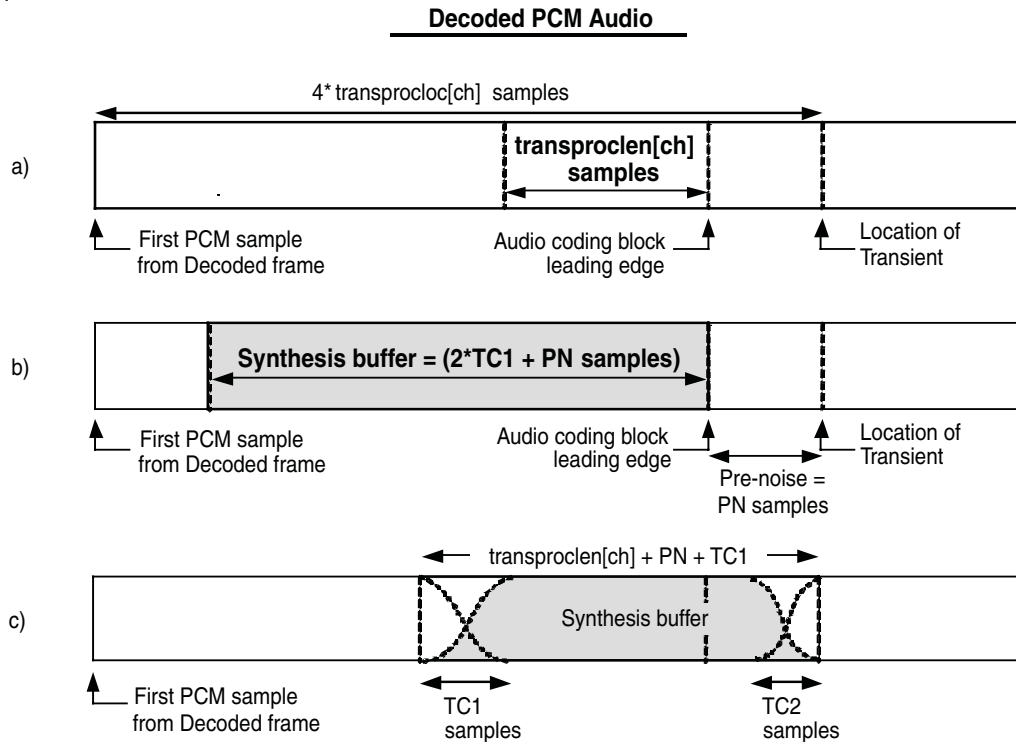 Decoded PCM Audio
4* transprocloc[ch] samples
a)
transproclen[ch]
samples
First PCM sample
from Decoded frame
Audio coding block
leading edge
Location of
Transient
b)
Synthesis buffer = (2*TC1 + PN samples)
First PCM sample
from Decoded frame
Audio coding block
leading edge
Location of
Transient
Pre-noise =
PN samples
transproclen[ch] + PN + TC1
c)
Synthesis buffer
First PCM sample
from Decoded frame
TC1
samples
TC2
samples